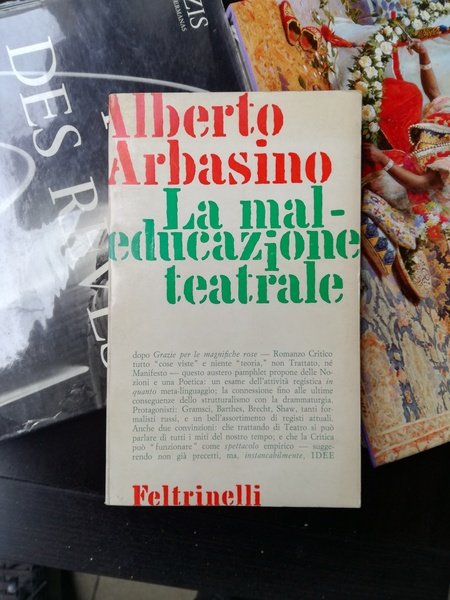 ZIS
ERMANAS
DES RÊVES
Alberto
Arbasino
La mal-
educazione
teatrale
dopo Grazie per le magnifiche rose — Romanzo Critico
tutto "cose viste" e niente "teoria," non Trattato, né
Manifesto — questo austero pamphlet propone delle No-
zioni e una Poetica: un esame dell'attività registica in
quanto meta-linguaggio; la connessione fino alle ultime
conseguenze dello strutturalismo con la drammaturgia.
Protagonisti: Gramsci, Barthes, Brecht, Shaw, tanti for-
malisti russi, e un bell'assortimento di registi attuali.
Anche due convinzioni: che trattando di Teatro si può
parlare di tutti i miti del nostro tempo; e che la Critica
può "funzionare" come spettacolo empirico — sugge-
rendo non già precetti, ma, instancabilmente, IDEE
Feltrinelli